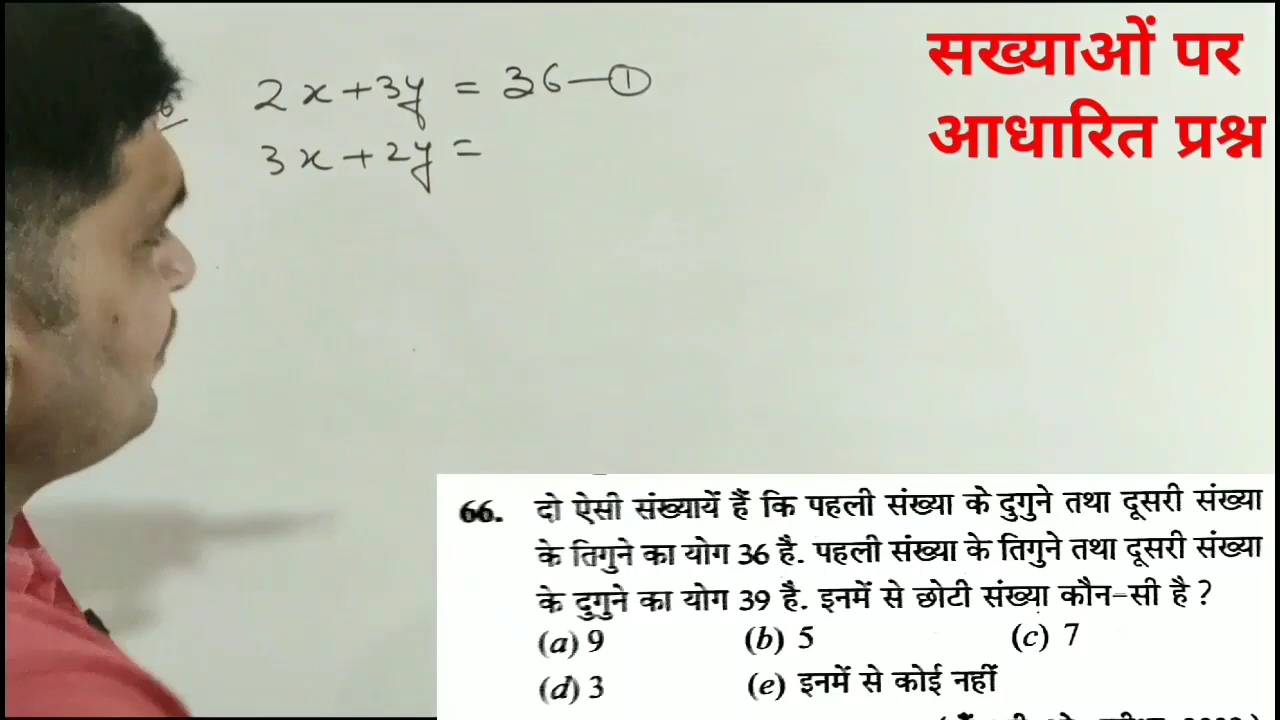 सख्याओं पर
आधारित प्रश्न
2x+3y = 36—①
3x+2y =
66. दो ऐसी संख्यायें हैं कि पहली संख्या के दुगुने तथा दूसरी संख्या
के तिगुने का योग 36 है. पहली संख्या के तिगुने तथा दूसरी संख्या
के दुगुने का योग 39 है. इनमें से छोटी संख्या कौन-सी है ?
(a) 9 (b) 5 (c) 7
(d) 3 (e) इनमें से कोई नहीं